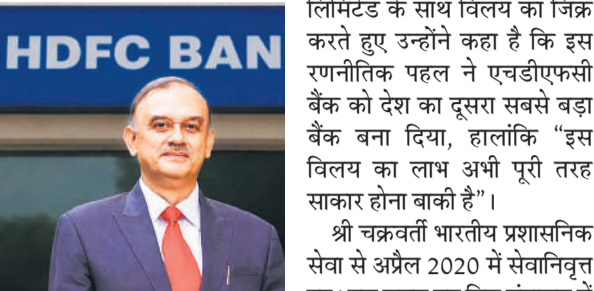 HDFC BAN
लिमिटेड के साथ विलय का जिक्र
करते हुए उन्होंने कहा है कि इस
रणनीतिक पहल ने एचडीएफसी
बैंक को देश का दूसरा सबसे बड़ा
बैंक बना दिया, हालांकि “इस
विलय का लाभ अभी पूरी तरह
साकार होना बाकी है”।
श्री चक्रवर्ती भारतीय प्रशासनिक
सेवा से अप्रैल 2020 में सेवानिवृत्त